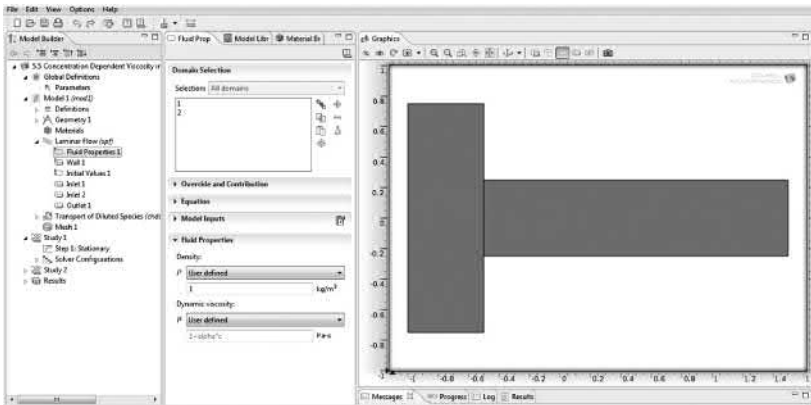 File Edit View Options Help
Model Builder
5.5 Concentration Dependent Viscosity
Global Definitions
Parameters
Model 1 (mod1)
Definitions
Geometry 1
Materials
Laminar Flow (spf)
Fluid Properties 1
Wall 1
Initial Values 1
Inlet 1
Inlet 2
Outlet 1
Transport of Diluted Species (chds
Mesh 1
Study 1
Step 1: Stationary
Solver Configurations
Study 2
Results
Fluid Prop
Model Libr
Material Br
Domain Selection
Selection: All domains
1
2
Override and Contribution
Equation
Model Inputs
Fluid Properties
Density:
ρ User defined
1 kg/m³
Dynamic viscosity:
μ User defined
1+alpha*c Pa·s
Graphics
1
0.8
0.6
0.4
0.2
0
-0.2
-0.4
-0.6
-0.8
-1
-1 -0.8 -0.6 -0.4 -0.2 0 0.2 0.4 0.6 0.8 1 1.2 1.4
Messages Progress Log Results